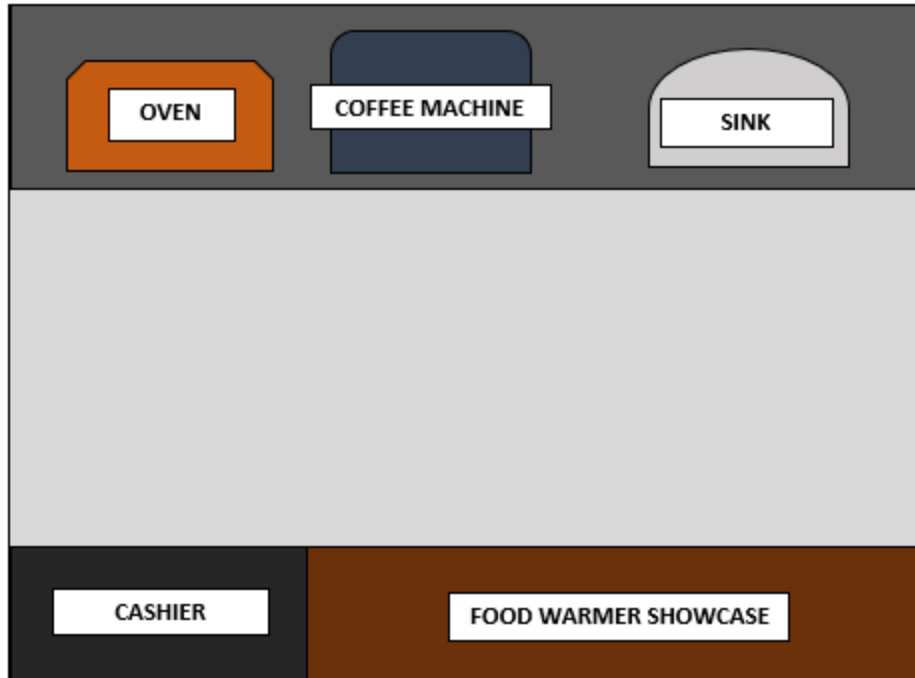 OVEN
COFFEE MACHINE
SINK
CASHIER
FOOD WARMER SHOWCASE